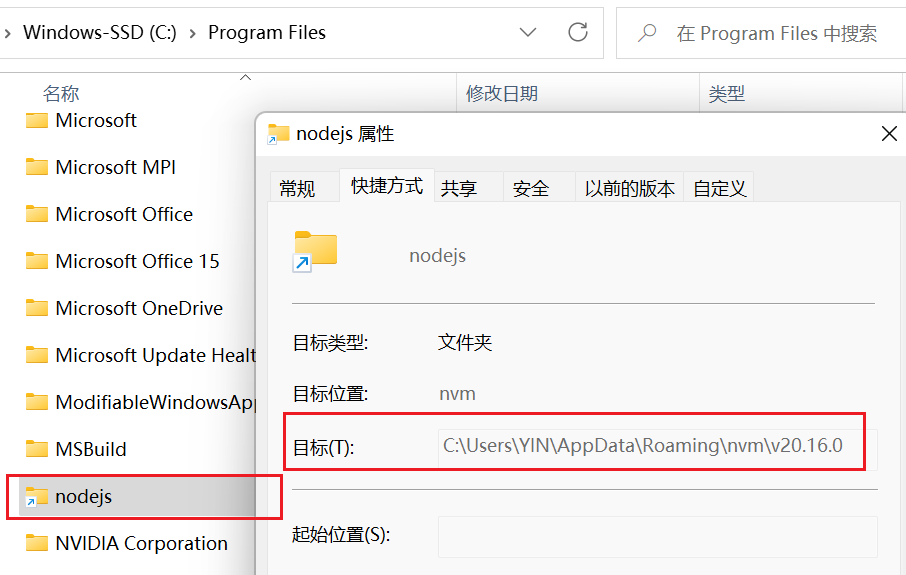 Windows-SSD (C:) > Program Files
在 Program Files 中搜索
名称 修改日期 类型
Microsoft
Microsoft MPI
Microsoft Office
Microsoft Office 15
Microsoft OneDrive
Microsoft Update Healt
ModifiableWindowsApp
MSBuild
nodejs
NVIDIA Corporation
nodejs 属性
常规 快捷方式 共享 安全 以前的版本 自定义
nodejs
目标类型: 文件夹
目标位置: nvm
目标(T): C:\Users\YIN\AppData\Roaming\nvm\v20.16.0
起始位置(S):